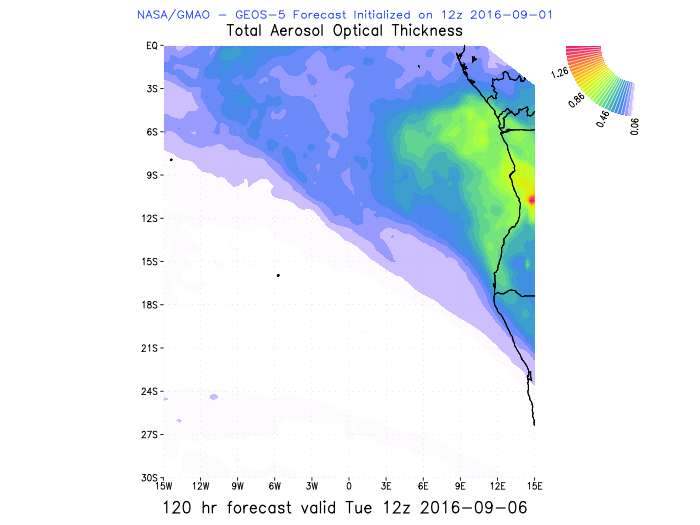 NASA/GMAO - GEOS-5 Forecast Initialized on 12z 2016-09-01
Total Aerosol Optical Thickness
EQ
3S
6S
9S
12S
15S
18S
21S
24S
27S
30S
15W 12W 9W 6W 3W 0 3E 6E 9E 12E 15E
1.26
0.86
0.46
0.06
120 hr forecast valid Tue 12z 2016-09-06